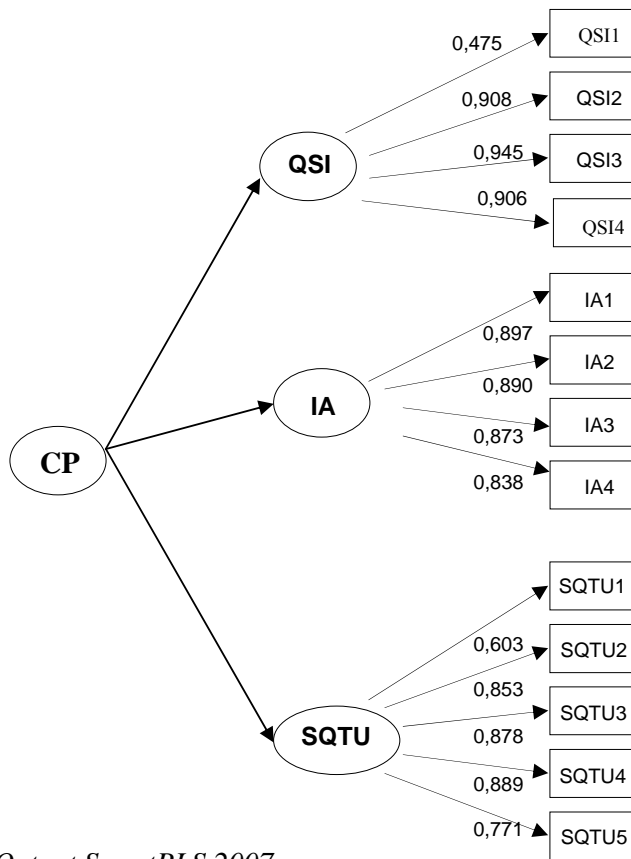 QSI1
0,475
QSI2
0,908
QSI
QSI3
0,945
0,906
QSI4
IA1
0,897
IA2
IA
0,890
IA3
0,873
CP
0,838
IA4
SQTU1
0,603
SQTU2
0,853
SQTU3
SQTU
0,878
SQTU4
0,889
0,771
SQTU5
2007